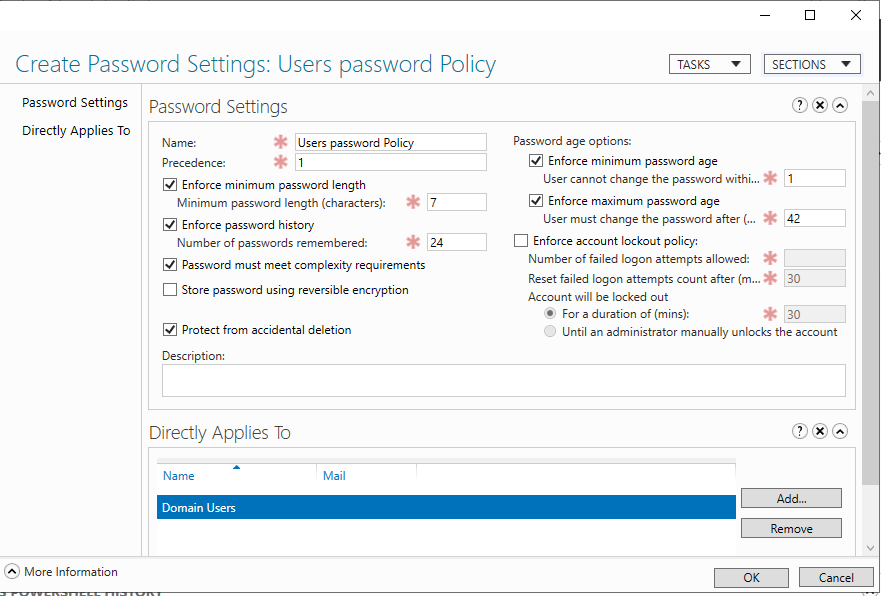 Create Password Settings: Users password Policy
TASKS
SECTIONS
Password Settings
Directly Applies To
Password Settings
Name:
Users password Policy
Precedence:
1
Enforce minimum password length
Minimum password length (characters):
7
Enforce password history
Number of passwords remembered:
24
Password must meet complexity requirements
Store password using reversible encryption
Protect from accidental deletion
Password age options:
Enforce minimum password age
User cannot change the password withi...
1
Enforce maximum password age
User must change the password after (...
42
Enforce account lockout policy:
Number of failed logon attempts allowed:
Reset failed logon attempts count after (m...
30
Account will be locked out
For a duration of (mins):
30
Until an administrator manually unlocks the account
Description:
Directly Applies To
Name
Mail
Domain Users
Add...
Remove
More Information
OK
Cancel
POWERSHELL HISTORY